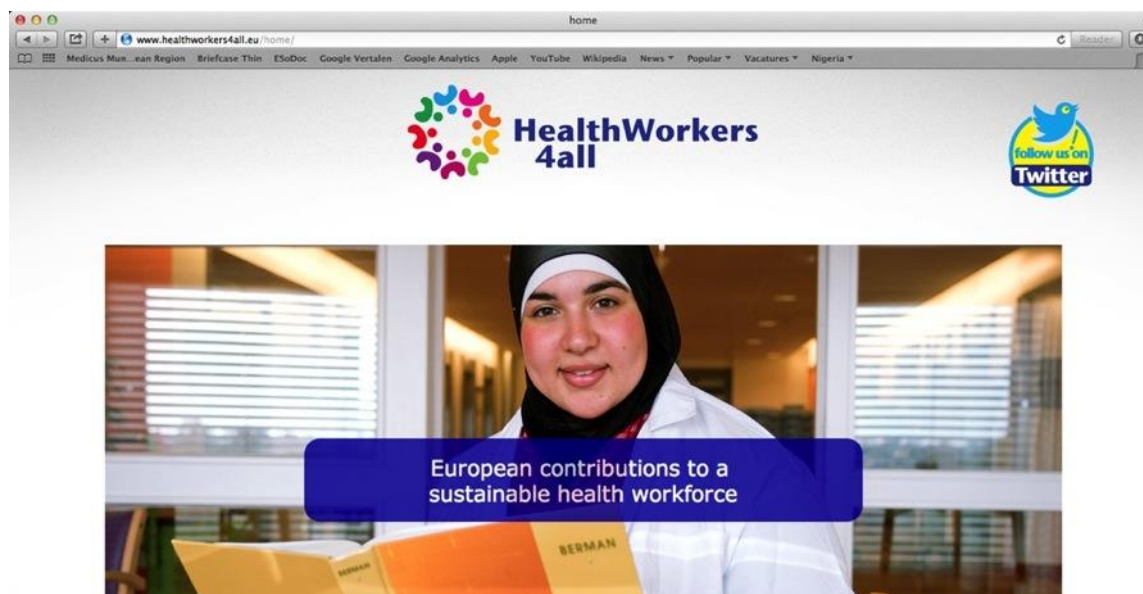 home
www.healthworkers4all.eu/home/
Reader
Medicus Mun...ean Region Briefcase Thin ESoDoc Google Vertalen Google Analytics Apple YouTube Wikipedia News Popular Vacatures Nigeria
HealthWorkers
4all
follow us on
Twitter
European contributions to a
sustainable health workforce
BERMAN
BERMAN